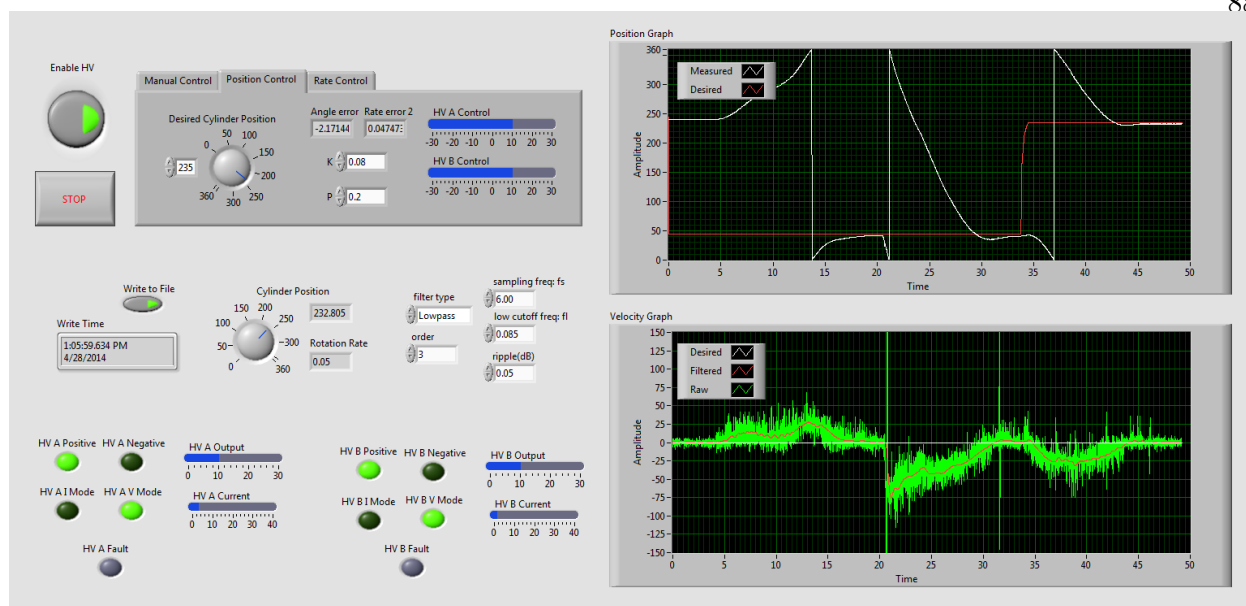 88
Enable HV
STOP
Manual Control Position Control Rate Control
Desired Cylinder Position
0 50 100 150 200 250 300 360
235
Angle error Rate error 2
-2.17144 0.04747
K 0.08
P 0.2
HV A Control
-30 -20 -10 0 10 20 30
HV B Control
-30 -20 -10 0 10 20 30
Write to File
Write Time
1:05:59.634 PM
4/28/2014
Cylinder Position
0 50 100 150 200 250 300 360
232.805
Rotation Rate
0.05
filter type
Lowpass
order
3
sampling freq: fs
6.00
low cutoff freq: fl
0.085
ripple(dB)
0.05
HV A Positive HV A Negative
HV A Output
0 10 20 30
HV A I Mode HV A V Mode
HV A Current
0 10 20 30 40
HV A Fault
HV B Positive HV B Negative
HV B Output
0 10 20 30
HV B I Mode HV B V Mode
HV B Current
0 10 20 30 40
HV B Fault
Position Graph
Measured
Desired
Amplitude
360
300
250
200
150
100
50
0
0 5 10 15 20 25 30 35 40 45 50
Time
Velocity Graph
Desired
Filtered
Raw
Amplitude
150
125
100
75
50
25
0
-25
-50
-75
-100
-125
-150
0 5 10 15 20 25 30 35 40 45 50
Time